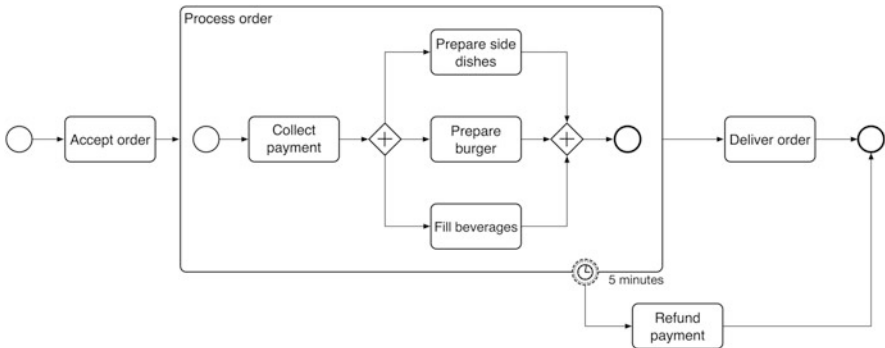 Process order
Prepare side
dishes
Accept order
Collect
payment
Prepare
burger
Deliver order
Fill beverages
5 minutes
Refund
payment